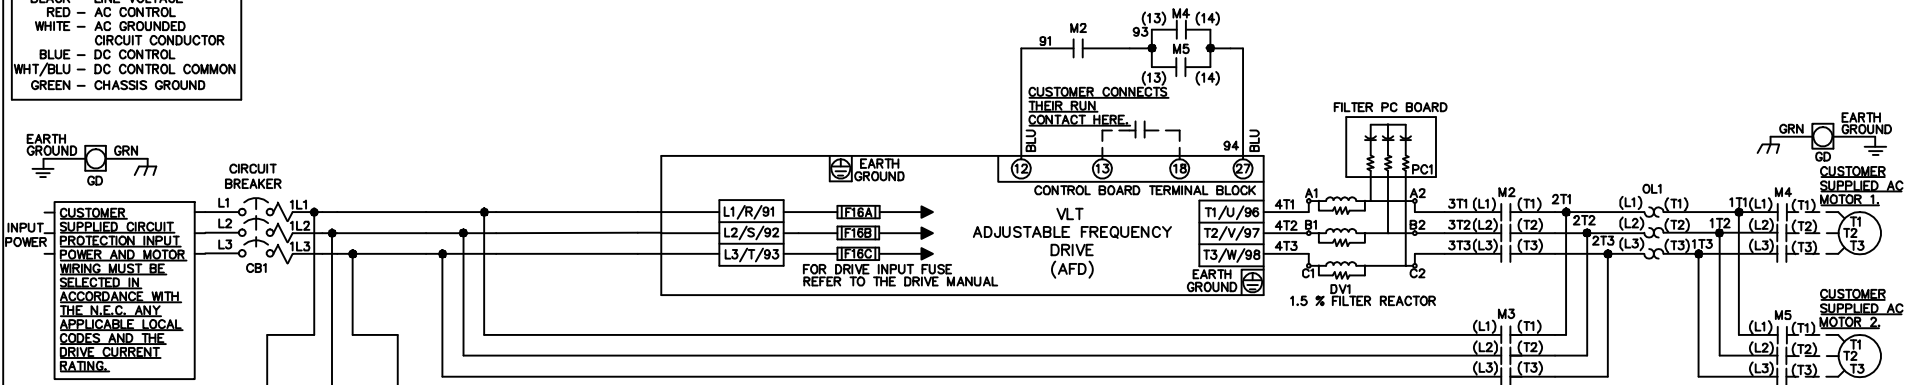 RED – AC CONTROL
WHITE – AC GROUNDED
CIRCUIT CONDUCTOR
BLUE – DC CONTROL
WHT/BLU – DC CONTROL COMMON
GREEN – CHASSIS GROUND
EARTH
GROUND
GRN
GD
INPUT
POWER
CUSTOMER
SUPPLIED CIRCUIT
PROTECTION INPUT
POWER AND MOTOR
WIRING MUST BE
SELECTED IN
ACCORDANCE WITH
THE N.E.C. ANY
APPLICABLE LOCAL
CODES AND THE
DRIVE CURRENT
RATING.
CIRCUIT
BREAKER
L1
L2
L3
CB1
1L1
1L2
1L3
L1/R/91
L2/S/92
L3/T/93
EARTH
GROUND
F16A
F16B
F16C
FOR DRIVE INPUT FUSE
REFER TO THE DRIVE MANUAL
VLT
ADJUSTABLE FREQUENCY
DRIVE
(AFD)
91
M2
93
(13) M4 (14)
M5
(13) (14)
CUSTOMER CONNECTS
THEIR RUN
CONTACT HERE.
BLU
94
BLU
12
13
18
27
CONTROL BOARD TERMINAL BLOCK
T1/U/96
T2/V/97
T3/W/98
EARTH
GROUND
4T1
4T2
4T3
A1
B1
C1
A2
B2
C2
DV1
1.5 % FILTER REACTOR
FILTER PC BOARD
PC1
M2
3T1 (L1) (T1)
3T2 (L2) (T2)
3T3 (L3) (T3)
2T1
2T2
2T3
OL1
(L1) (T1)
(L2) (T2)
(L3) (T3)
1T1
1T2
1T3
M3
(L1) (T1)
(L2) (T2)
(L3) (T3)
GRN
EARTH
GROUND
GD
CUSTOMER
SUPPLIED AC
MOTOR 1.
M4
(L1) (T1)
(L2) (T2)
(L3) (T3)
T1
T2
T3
CUSTOMER
SUPPLIED AC
MOTOR 2.
M5
(L1) (T1)
(L2) (T2)
(L3) (T3)
T1
T2
T3